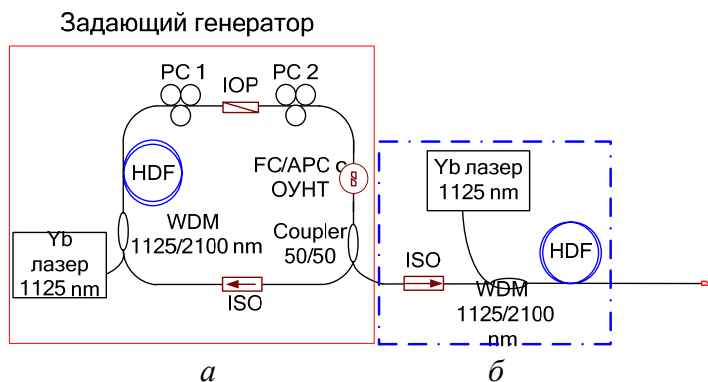 Задающий генератор
PC 1
IOP
PC 2
HDF
FC/APC с
ОУНТ
WDM
1125/2100 nm
Coupler
50/50
Yb
лазер
1125 nm
ISO
Yb лазер
1125 nm
HDF
ISO
WDM
1125/2100
nm
а
б